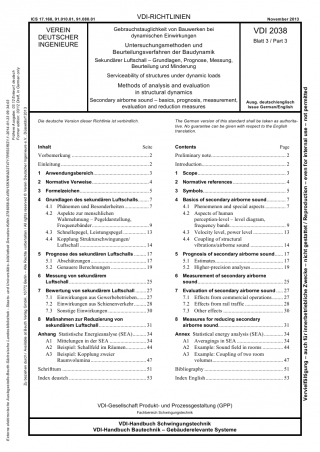 ICS 17.160, 91.010.01, 91.080.01
VDI-RICHTLINIEN
November 2013
VEREIN
DEUTSCHER
INGENIEURE
Gebrauchstauglichkeit von Bauwerken bei
dynamischen Einwirkungen
Untersuchungsmethoden und
Beurteilungsverfahren der Baudynamik
Sekundärer Luftschall – Grundlagen, Prognose, Messung,
Beurteilung und Minderung
Serviceability of structures under dynamic loads
Methods of analysis and evaluation
in structural dynamics
Secondary airborne sound – basics, prognosis, measurement,
evaluation and reduction measures
VDI 2038
Blatt 3 / Part 3
Ausg. deutsch/englisch
Issue German/English
Die deutsche Version dieser Richtlinie ist verbindlich.
The German version of this standard shall be taken as authorita-
tive. No guarantee can be given with respect to the English
translation.
Inhalt Seite
Vorbemerkung 2
Einleitung 2
1 Anwendungsbereich 3
2 Normative Verweise 4
3 Formelzeichen 5
4 Grundlagen des sekundären Luftschalls 7
4.1 Phänomen und Besonderheiten 7
4.2 Aspekte zur menschlichen
Wahrnehmung – Pegeldarstellung,
Frequenzbänder 9
4.3 Schnellepegel, Leistungspegel 13
4.4 Kopplung Strukturschwingungen/
Luftschall 14
5 Prognose des sekundären Luftschalls 17
5.1 Abschätzungen 17
5.2 Genauere Berechnungen 19
6 Messung von sekundärem
Luftschall 25
7 Bewertung von sekundärem Luftschall 27
7.1 Einwirkungen aus Gewerbebetrieben 27
7.2 Einwirkungen aus Schienenverkehr 28
7.3 Sonstige Einwirkungen 30
8 Maßnahmen zur Reduzierung von
sekundärem Luftschall 31
Anhang Statistische Energieanalyse (SEA) 34
A1 Mittelungen in der SEA 34
A2 Beispiel: Schallfeld im Räumen 44
A3 Beispiel: Kopplung zweier
Raumvolumina 47
Schrifttum 51
Index deutsch 53
Contents Page
Preliminary note 2
Introduction 2
1 Scope 3
2 Normative references 4
3 Symbols 5
4 Basics of secondary airborne sound 7
4.1 Phenomenon and special aspects 7
4.2 Aspects of human
perception – level diagram,
frequency bands 9
4.3 Velocity level, power level 13
4.4 Coupling of structural
vibrations/airborne sound 14
5 Prognosis of secondary airborne sound 17
5.1 Estimates 17
5.2 Higher-precision analyses 19
6 Measurement of secondary airborne
sound 25
7 Evaluation of secondary airborne sound 27
7.1 Effects from commercial operations 27
7.2 Effects from rail traffic 28
7.3 Other effects 30
8 Measures for reducing secondary
airborne sound 31
Annex Statistical energy analysis (SEA) 34
A1 Averagings in SEA 34
A2 Example: Sound field in rooms 44
A3 Example: Coupling of two room
volumes 47
Bibliography 51
Index English 53
VDI-Gesellschaft Produkt- und Prozessgestaltung (GPP)
Fachbereich Schwingungstechnik
VDI-Handbuch Schwingungstechnik
VDI-Handbuch Bautechnik – Gebäuderelevante Systeme
Vervielfältigung – auch für innerbetriebliche Zwecke – nicht gestattet / Reproduction – even for internal use – not permitted